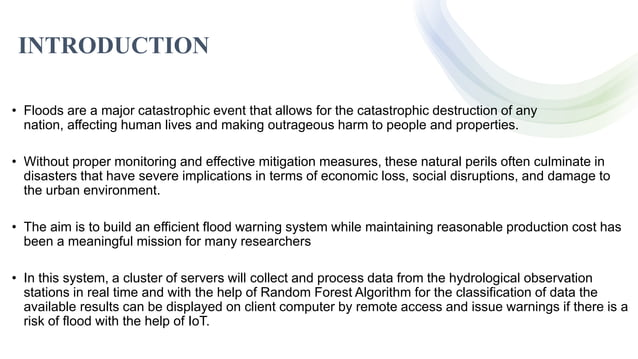 INTRODUCTION
• Floods are a major catastrophic event that allows for the catastrophic destruction of any
nation, affecting human lives and making outrageous harm to people and properties.
• Without proper monitoring and effective mitigation measures, these natural perils often culminate in
disasters that have severe implications in terms of economic loss, social disruptions, and damage to
the urban environment.
• The aim is to build an efficient flood warning system while maintaining reasonable production cost has
been a meaningful mission for many researchers
• In this system, a cluster of servers will collect and process data from the hydrological observation
stations in real time and with the help of Random Forest Algorithm for the classification of data the
available results can be displayed on client computer by remote access and issue warnings if there is a
risk of flood with the help of IoT.